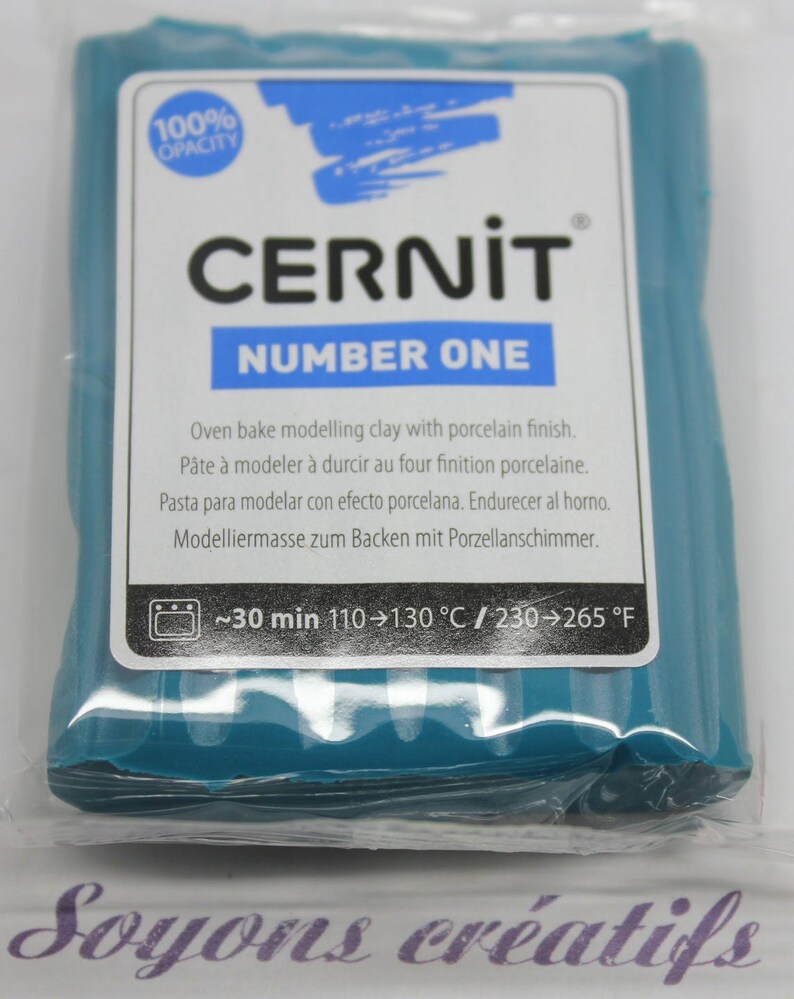 100%
OPACITY
CERNiT®
NUMBER ONE
Oven bake modelling clay with porcelain finish.
Pâte à modeler à durcir au four finition porcelaine.
Pasta para modelar con efecto porcelana. Endurecer al horno.
Modelliermasse zum Backen mit Porzellanschimmer.
~30 min 110→130 °C / 230→265 °F
Soyons créatifs